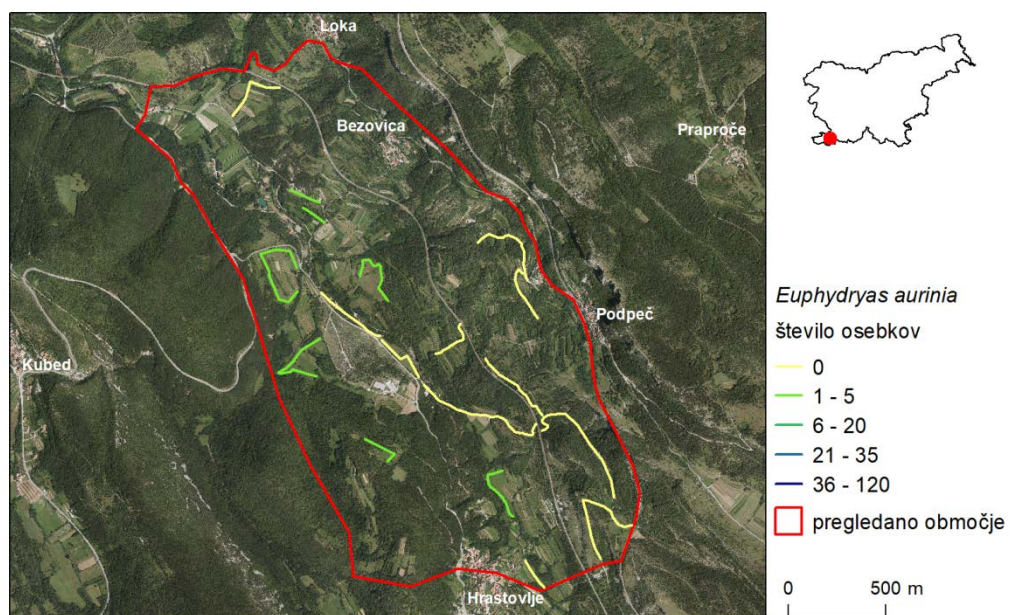 Loka
Bezovica
Praproče
Podpeč
Kubed
Hrastovlje
Euphydryas aurinia
število osebkov
0
1 - 5
6 - 20
21 - 35
36 - 120
pregledano območje
0 500 m